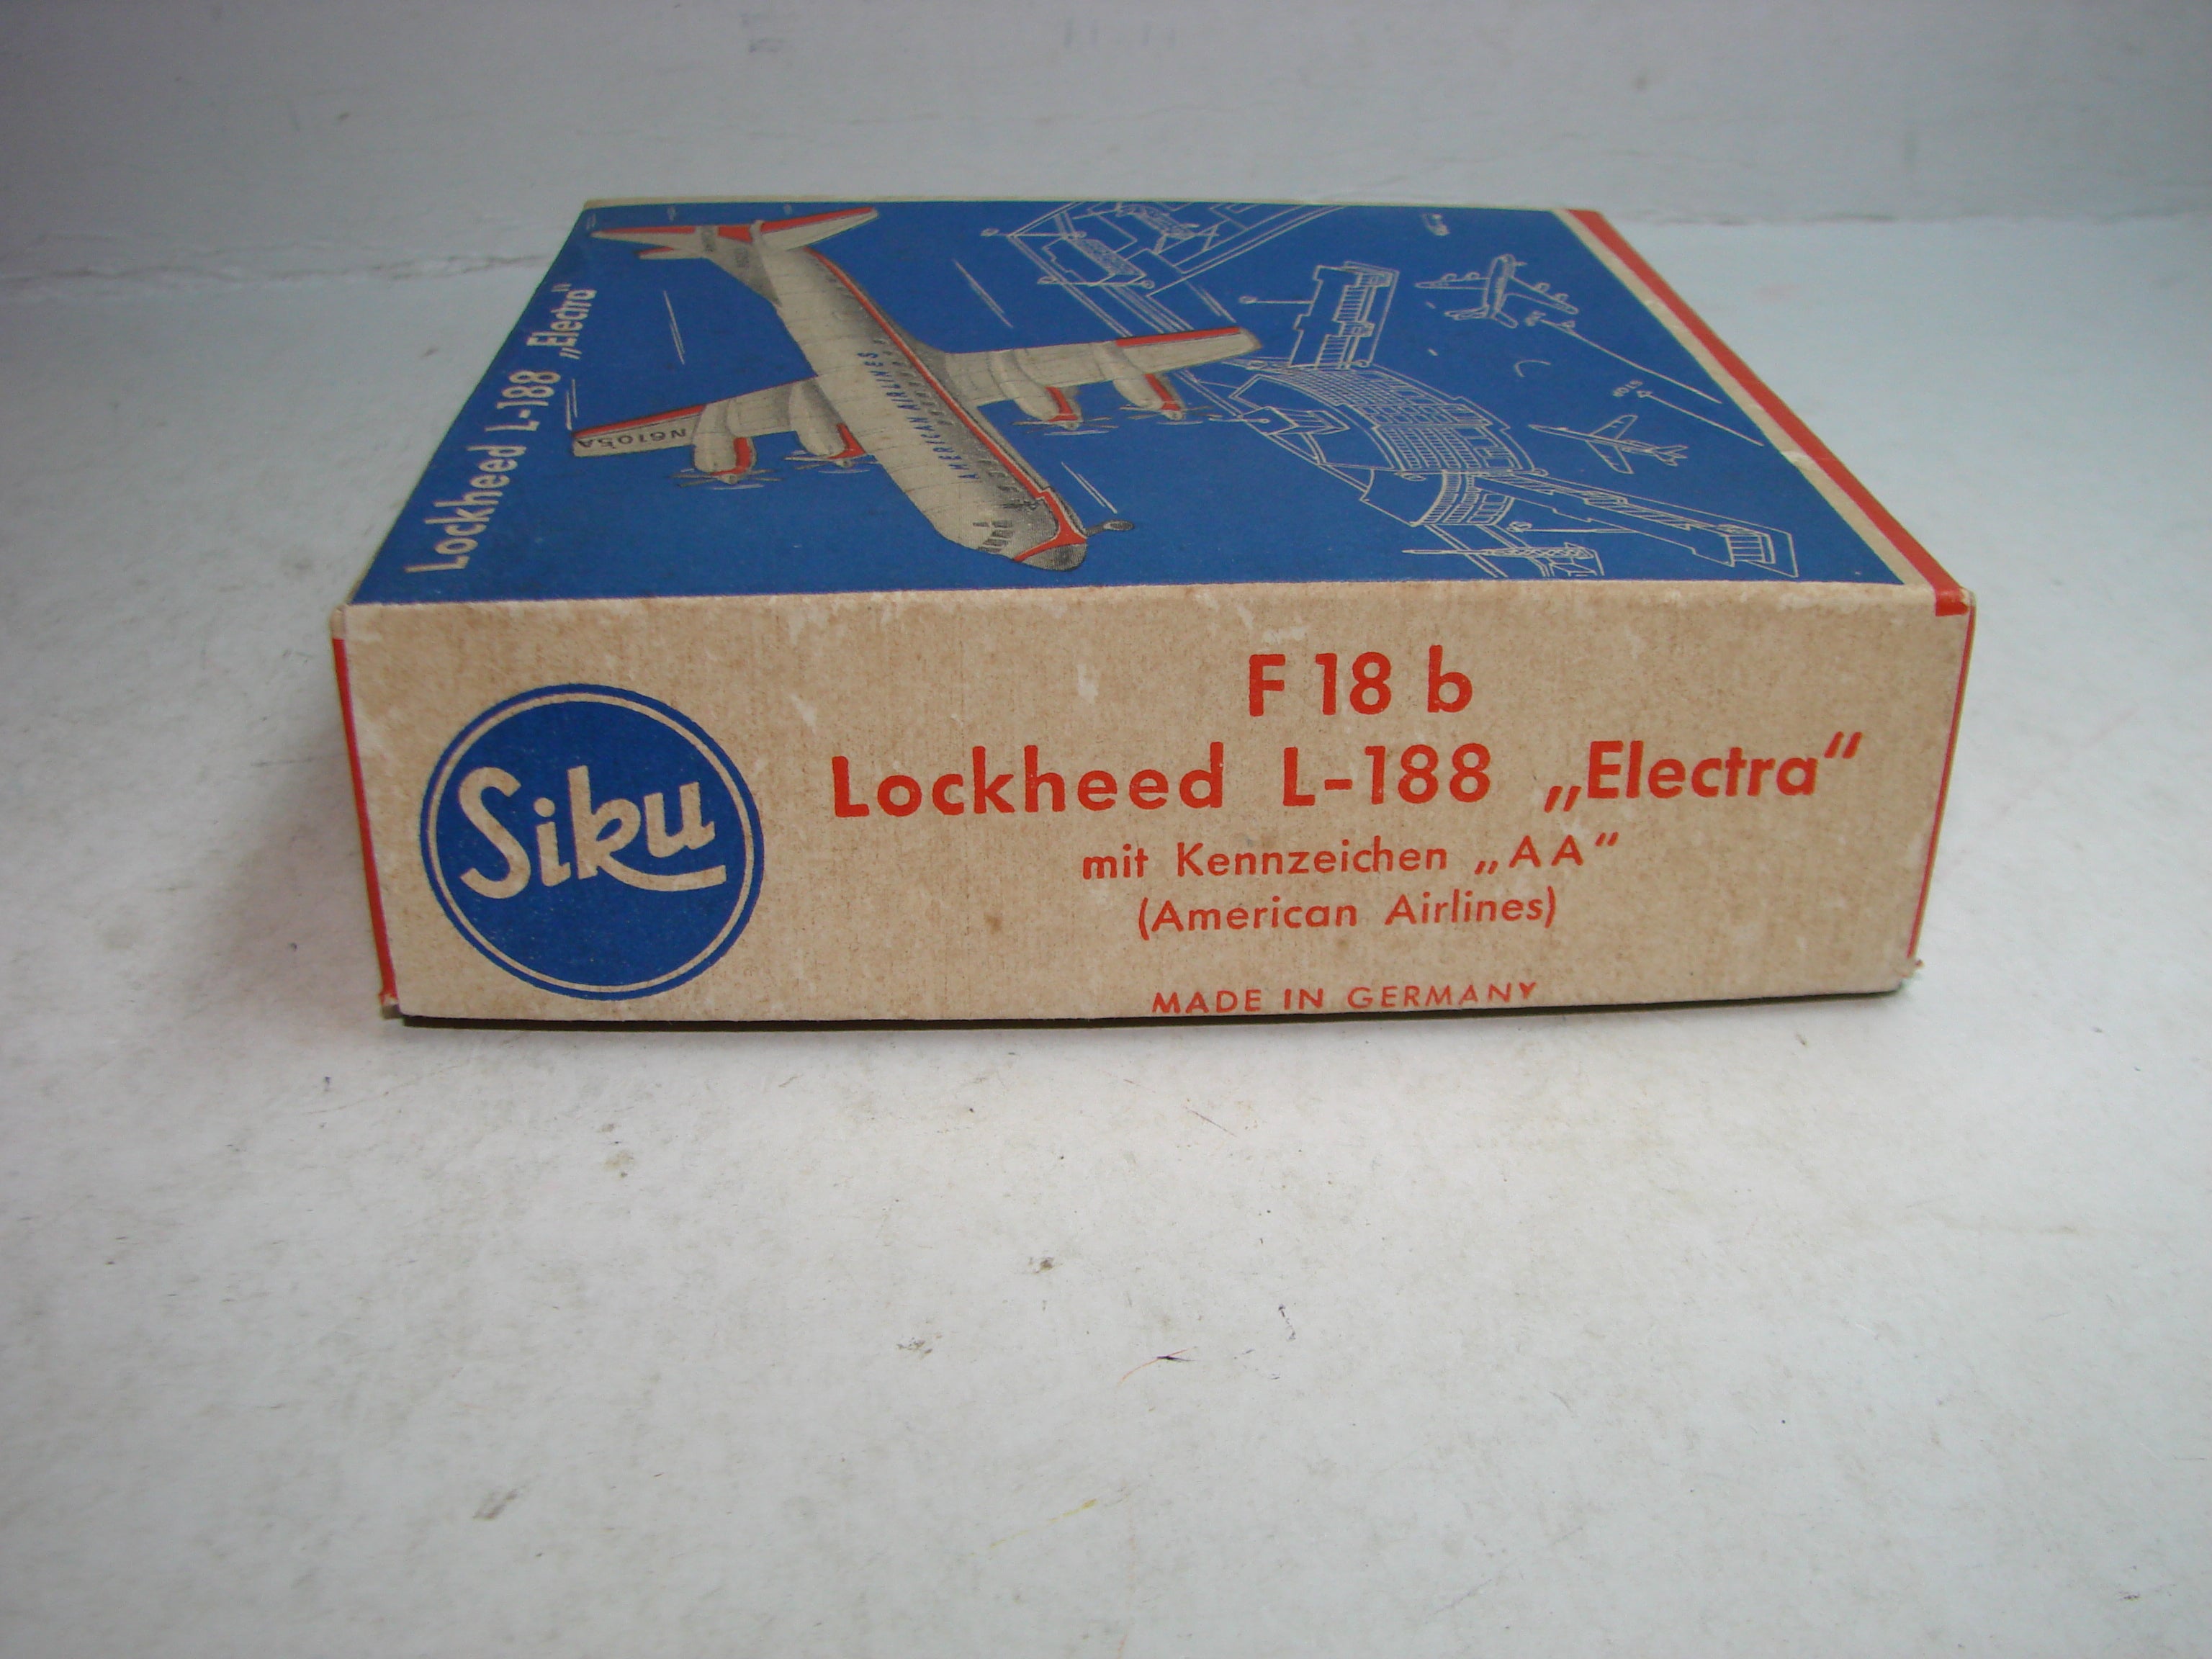 Lockheed L-188 „Electra“
AMERICAN AIRLINES
N6105A
Siku
F 18 b
Lockheed L-188 „Electra“
mit Kennzeichen „AA“
(American Airlines)
MADE IN GERMANY